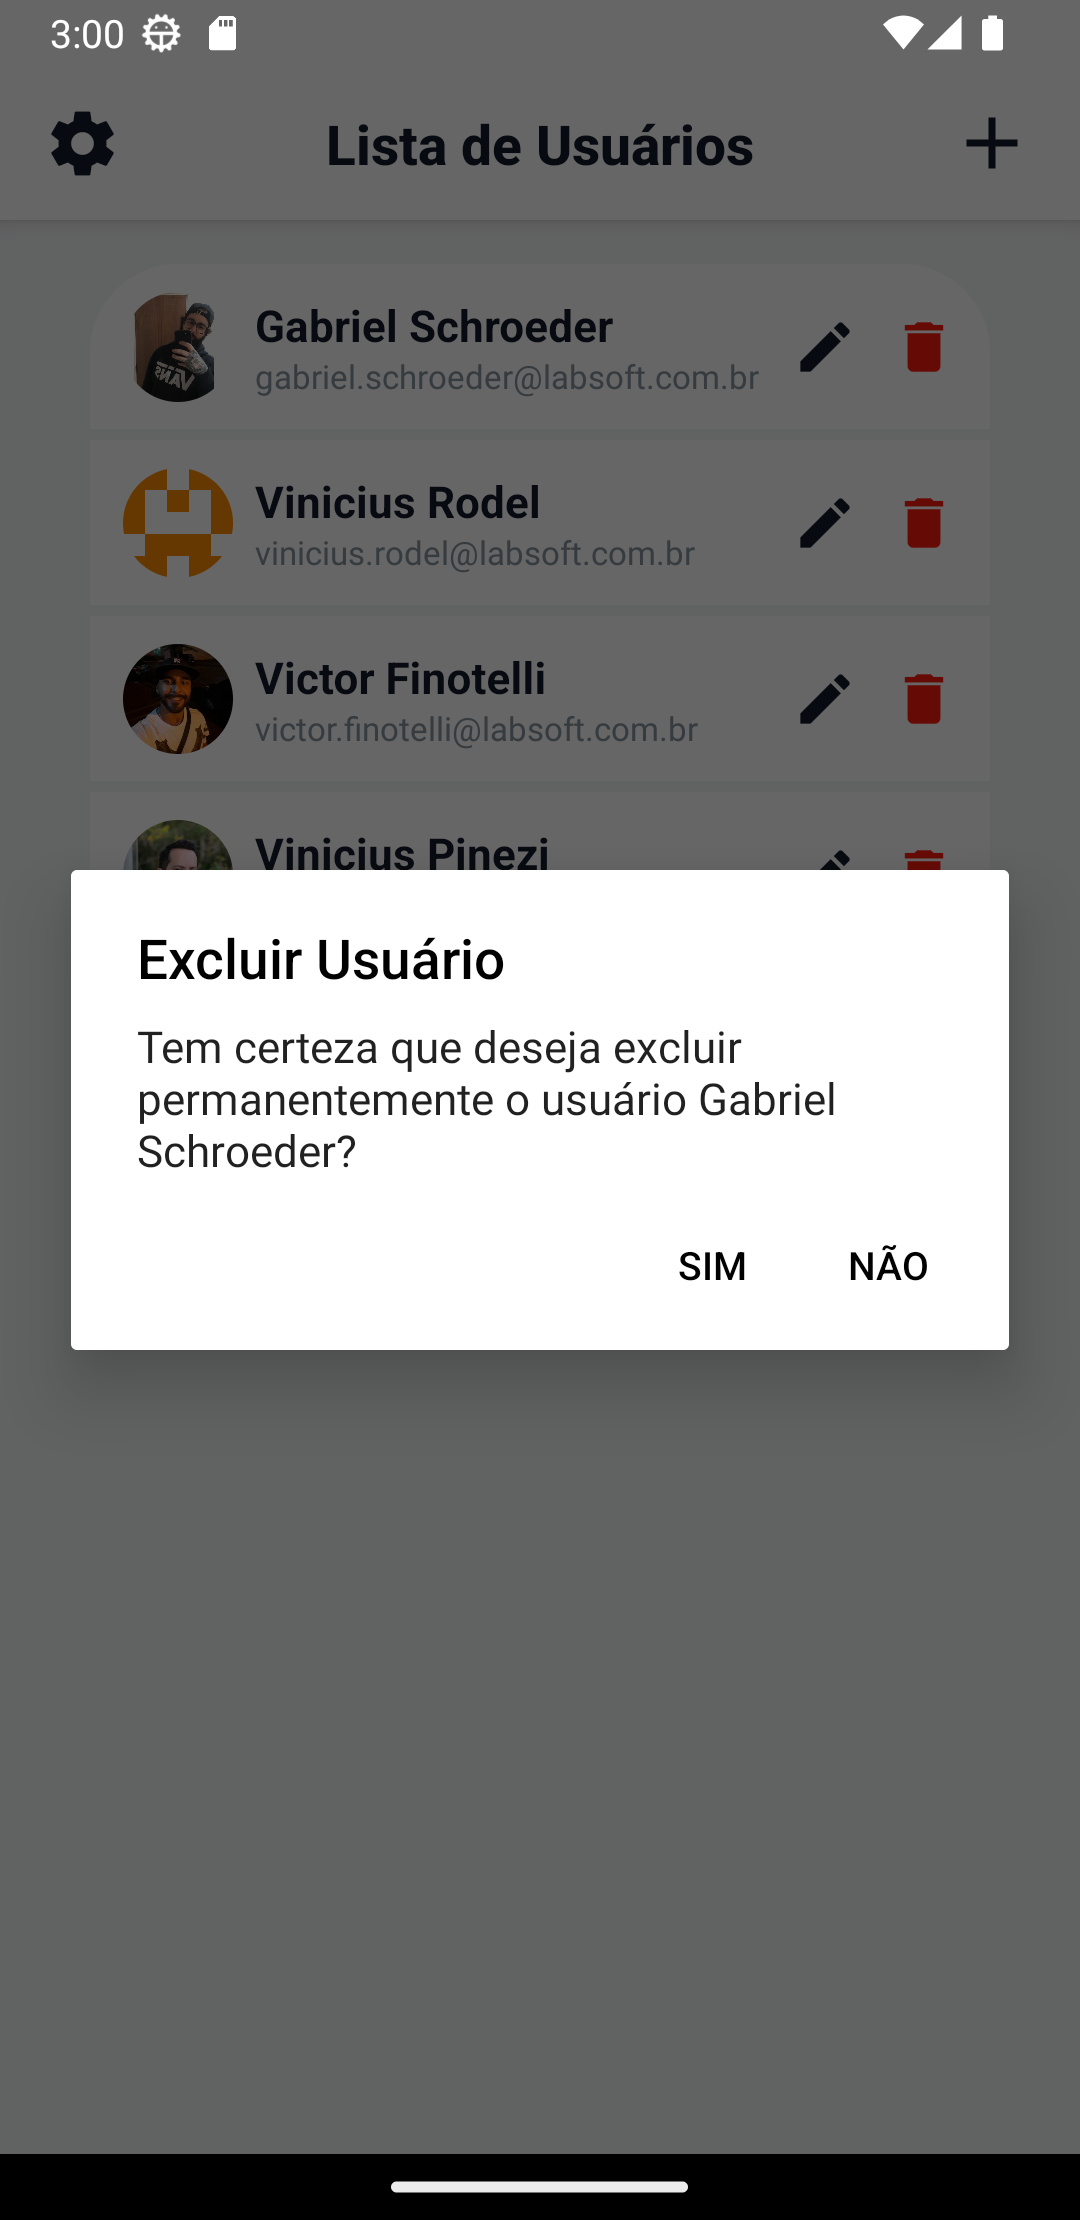 3:00
Lista de Usuários
Gabriel Schroeder
gabriel.schroeder@labsoft.com.br
Vinicius Rodel
vinicius.rodel@labsoft.com.br
Victor Finotelli
victor.finotelli@labsoft.com.br
Vinicius Pinezi
Excluir Usuário
Tem certeza que deseja excluir
permanentemente o usuário Gabriel
Schroeder?
SIM NÃO